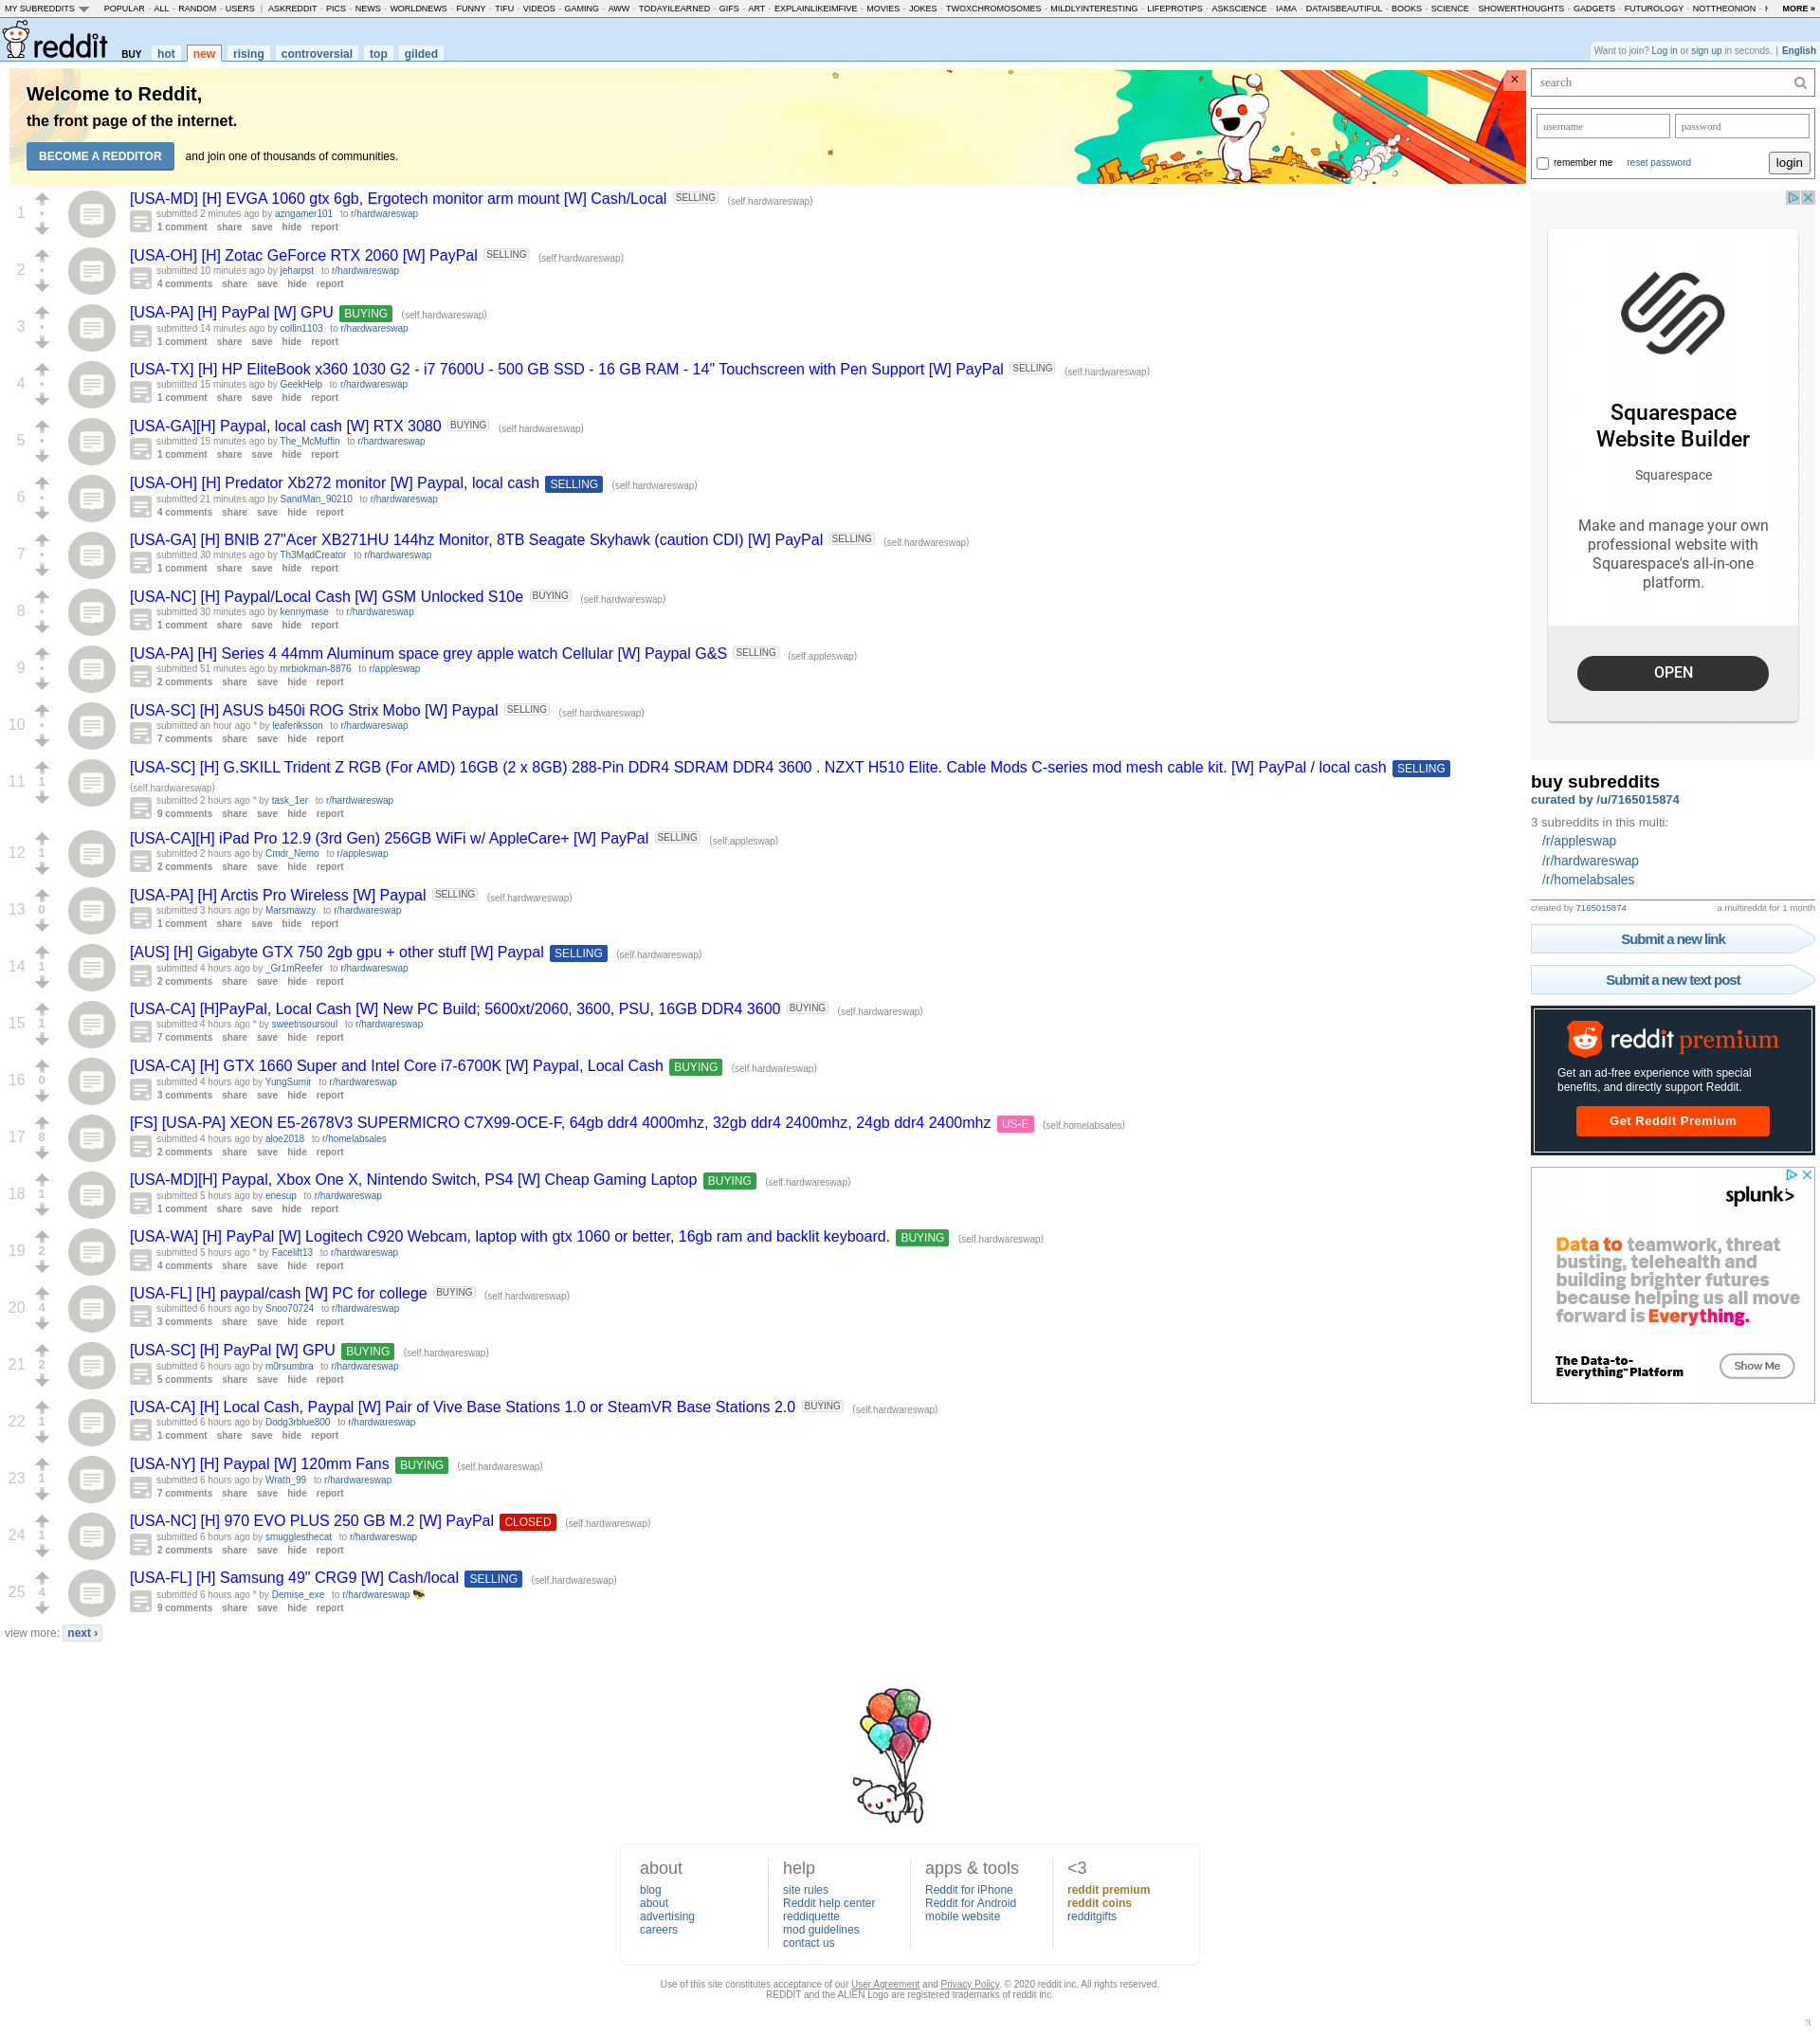 MY SUBREDDITS POPULAR - ALL - RANDOM - USERS | ASKREDDIT - PICS - NEWS - WORLDNEWS - FUNNY - TIFU - VIDEOS - GAMING - AWW - TODAYILEARNED - GIFS - ART - EXPLAINLIKEIMFIVE - MOVIES - JOKES - TWOXCHROMOSOMES - MILDLYINTERESTING - LIFEPROTIPS - ASKSCIENCE - IAMA - DATAISBEAUTIFUL - BOOKS - SCIENCE - SHOWERTHOUGHTS - GADGETS - FUTUROLOGY - NOTTHEONION - MORE »
reddit BUY hot new rising controversial top gilded
Want to join? Log in or sign up in seconds. | English
Welcome to Reddit,
the front page of the internet.
BECOME A REDDITOR and join one of thousands of communities.
×
1
[USA-MD] [H] EVGA 1060 gtx 6gb, Ergotech monitor arm mount [W] Cash/Local SELLING (self.hardwareswap)
submitted 2 minutes ago by azngamer101 to r/hardwareswap
1 comment share save hide report
2
[USA-OH] [H] Zotac GeForce RTX 2060 [W] PayPal SELLING (self.hardwareswap)
submitted 10 minutes ago by jeharpst to r/hardwareswap
4 comments share save hide report
3
[USA-PA] [H] PayPal [W] GPU BUYING (self.hardwareswap)
submitted 14 minutes ago by collin1103 to r/hardwareswap
1 comment share save hide report
4
[USA-TX] [H] HP EliteBook x360 1030 G2 - i7 7600U - 500 GB SSD - 16 GB RAM - 14" Touchscreen with Pen Support [W] PayPal SELLING (self.hardwareswap)
submitted 15 minutes ago by GeekHelp to r/hardwareswap
1 comment share save hide report
5
[USA-GA][H] Paypal, local cash [W] RTX 3080 BUYING (self.hardwareswap)
submitted 15 minutes ago by The_McMuffin to r/hardwareswap
1 comment share save hide report
6
[USA-OH] [H] Predator Xb272 monitor [W] Paypal, local cash SELLING (self.hardwareswap)
submitted 21 minutes ago by SandMan_90210 to r/hardwareswap
4 comments share save hide report
7
[USA-GA] [H] BNIB 27"Acer XB271HU 144hz Monitor, 8TB Seagate Skyhawk (caution CDI) [W] PayPal SELLING (self.hardwareswap)
submitted 30 minutes ago by Th3MadCreator to r/hardwareswap
1 comment share save hide report
8
[USA-NC] [H] Paypal/Local Cash [W] GSM Unlocked S10e BUYING (self.hardwareswap)
submitted 30 minutes ago by kennymase to r/hardwareswap
1 comment share save hide report
9
[USA-PA] [H] Series 4 44mm Aluminum space grey apple watch Cellular [W] Paypal G&S SELLING (self.appleswap)
submitted 51 minutes ago by mrbiokman-8876 to r/appleswap
2 comments share save hide report
10
[USA-SC] [H] ASUS b450i ROG Strix Mobo [W] Paypal SELLING (self.hardwareswap)
submitted an hour ago * by leaferiksson to r/hardwareswap
7 comments share save hide report
11 1
[USA-SC] [H] G.SKILL Trident Z RGB (For AMD) 16GB (2 x 8GB) 288-Pin DDR4 SDRAM DDR4 3600 . NZXT H510 Elite. Cable Mods C-series mod mesh cable kit. [W] PayPal / local cash SELLING
(self.hardwareswap)
submitted 2 hours ago * by task_1er to r/hardwareswap
9 comments share save hide report
12 1
[USA-CA][H] iPad Pro 12.9 (3rd Gen) 256GB WiFi w/ AppleCare+ [W] PayPal SELLING (self.appleswap)
submitted 2 hours ago by Cmdr_Nemo to r/appleswap
2 comments share save hide report
13 0
[USA-PA] [H] Arctis Pro Wireless [W] Paypal SELLING (self.hardwareswap)
submitted 3 hours ago by Marsmawzy to r/hardwareswap
1 comment share save hide report
14 1
[AUS] [H] Gigabyte GTX 750 2gb gpu + other stuff [W] Paypal SELLING (self.hardwareswap)
submitted 4 hours ago by _Gr1mReefer to r/hardwareswap
2 comments share save hide report
15 1
[USA-CA] [H]PayPal, Local Cash [W] New PC Build; 5600xt/2060, 3600, PSU, 16GB DDR4 3600 BUYING (self.hardwareswap)
submitted 4 hours ago * by sweetnsoursoul to r/hardwareswap
7 comments share save hide report
16 0
[USA-CA] [H] GTX 1660 Super and Intel Core i7-6700K [W] Paypal, Local Cash BUYING (self.hardwareswap)
submitted 4 hours ago by YungSumir to r/hardwareswap
3 comments share save hide report
17 8
[FS] [USA-PA] XEON E5-2678V3 SUPERMICRO C7X99-OCE-F, 64gb ddr4 4000mhz, 32gb ddr4 2400mhz, 24gb ddr4 2400mhz US-E (self.homelabsales)
submitted 4 hours ago by aloe2018 to r/homelabsales
2 comments share save hide report
18 1
[USA-MD][H] Paypal, Xbox One X, Nintendo Switch, PS4 [W] Cheap Gaming Laptop BUYING (self.hardwareswap)
submitted 5 hours ago by enesup to r/hardwareswap
1 comment share save hide report
19 2
[USA-WA] [H] PayPal [W] Logitech C920 Webcam, laptop with gtx 1060 or better, 16gb ram and backlit keyboard. BUYING (self.hardwareswap)
submitted 5 hours ago * by Facelift13 to r/hardwareswap
4 comments share save hide report
20 4
[USA-FL] [H] paypal/cash [W] PC for college BUYING (self.hardwareswap)
submitted 6 hours ago by Snoo70724 to r/hardwareswap
3 comments share save hide report
21 2
[USA-SC] [H] PayPal [W] GPU BUYING (self.hardwareswap)
submitted 6 hours ago by m0rsumbra to r/hardwareswap
5 comments share save hide report
22 1
[USA-CA] [H] Local Cash, Paypal [W] Pair of Vive Base Stations 1.0 or SteamVR Base Stations 2.0 BUYING (self.hardwareswap)
submitted 6 hours ago by Dodg3rblue800 to r/hardwareswap
1 comment share save hide report
23 1
[USA-NY] [H] Paypal [W] 120mm Fans BUYING (self.hardwareswap)
submitted 6 hours ago by Wrath_99 to r/hardwareswap
7 comments share save hide report
24 1
[USA-NC] [H] 970 EVO PLUS 250 GB M.2 [W] PayPal CLOSED (self.hardwareswap)
submitted 6 hours ago by smugglesthecat to r/hardwareswap
2 comments share save hide report
25 4
[USA-FL] [H] Samsung 49" CRG9 [W] Cash/local SELLING (self.hardwareswap)
submitted 6 hours ago * by Demise_exe to r/hardwareswap
9 comments share save hide report
view more: next ›
search
username password
remember me reset password login
Squarespace
Website Builder
Squarespace
Make and manage your own
professional website with
Squarespace's all-in-one
platform.
OPEN
buy subreddits
curated by /u/7165015874
3 subreddits in this multi:
/r/appleswap
/r/hardwareswap
/r/homelabsales
created by 7165015874 a multireddit for 1 month
Submit a new link
Submit a new text post
reddit premium
Get an ad-free experience with special
benefits, and directly support Reddit.
Get Reddit Premium
splunk>
Data to teamwork, threat
busting, telehealth and
building brighter futures
because helping us all move
forward is Everything.
The Data-to-
Everything™ Platform
Show Me
about
blog
about
advertising
careers
help
site rules
Reddit help center
reddiquette
mod guidelines
contact us
apps & tools
Reddit for iPhone
Reddit for Android
mobile website
<3
reddit premium
reddit coins
redditgifts
Use of this site constitutes acceptance of our User Agreement and Privacy Policy. © 2020 reddit inc. All rights reserved.
REDDIT and the ALIEN Logo are registered trademarks of reddit inc.
π